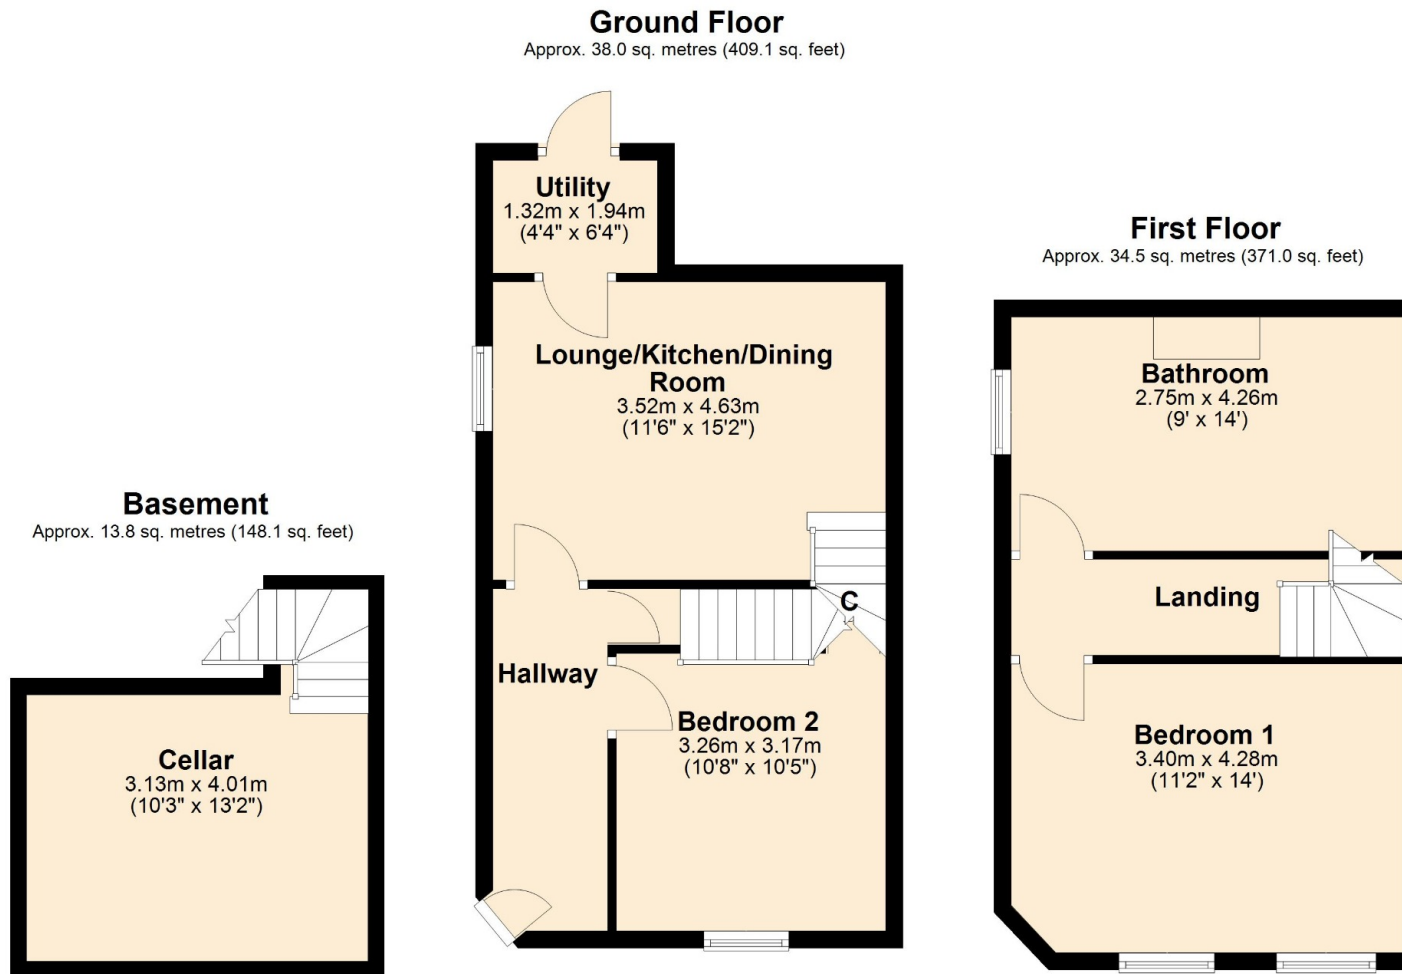 Ground Floor
Approx. 38.0 sq. metres (409.1 sq. feet)
Utility
1.32m x 1.94m
(4'4" x 6'4")
Lounge/Kitchen/Dining
Room
3.52m x 4.63m
(11'6" x 15'2")
C
Hallway
Bedroom 2
3.26m x 3.17m
(10'8" x 10'5")
First Floor
Approx. 34.5 sq. metres (371.0 sq. feet)
Bathroom
2.75m x 4.26m
(9' x 14')
Landing
Bedroom 1
3.40m x 4.28m
(11'2" x 14')
Basement
Approx. 13.8 sq. metres (148.1 sq. feet)
Cellar
3.13m x 4.01m
(10'3" x 13'2")